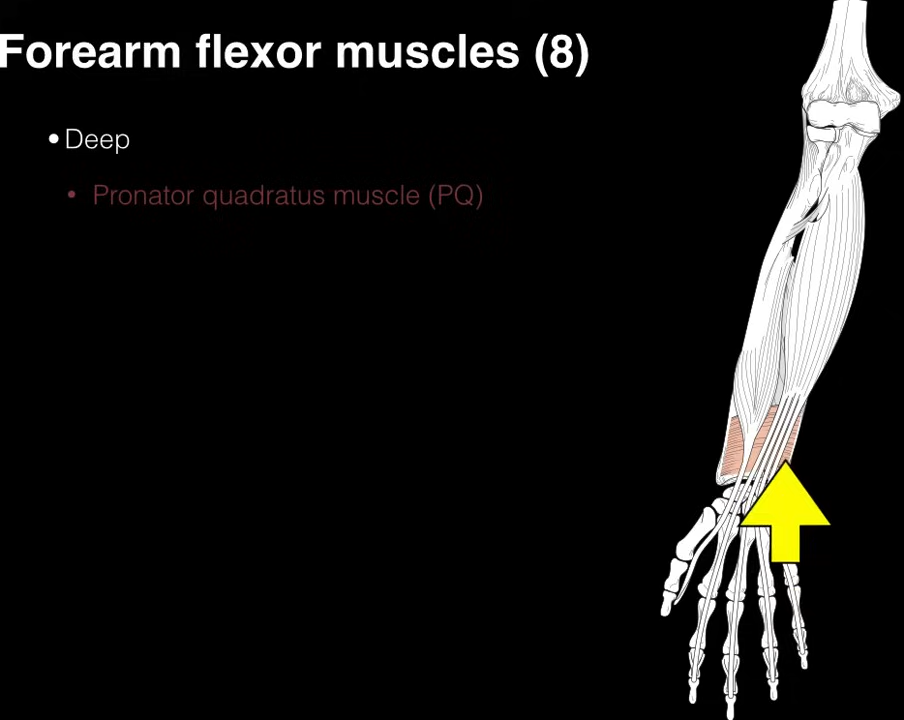 Forearm flexor muscles (8)
• Deep
• Pronator quadratus muscle (PQ)